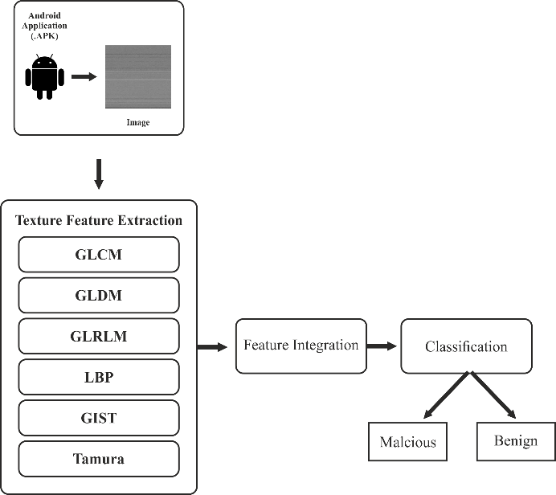 Android
Application
(.APK)
Image
Texture Feature Extraction
GLCM
GLDM
GLRLM
LBP
GIST
Tamura
Feature Integration
Classification
Malcious
Benign